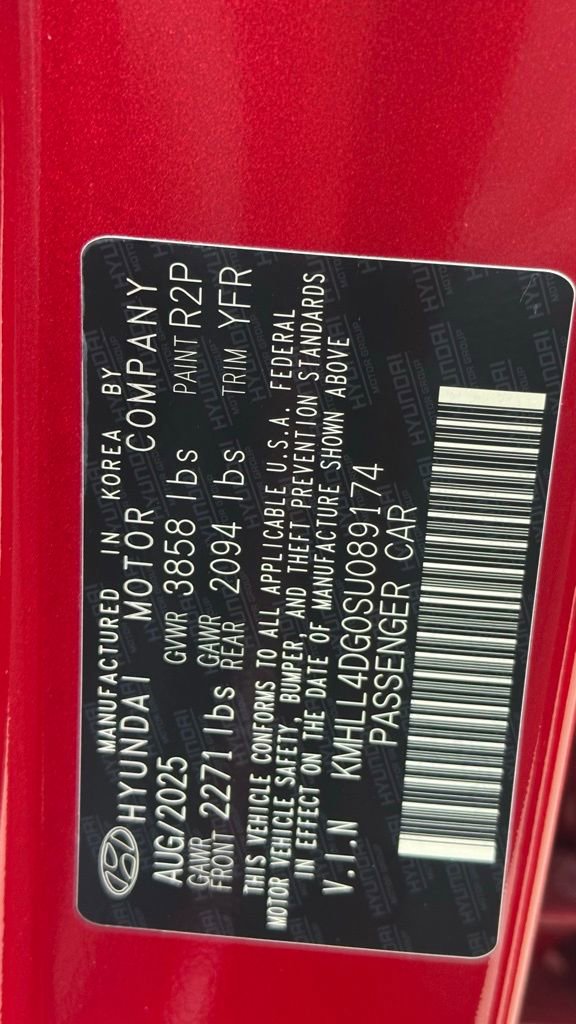 MANUFACTURED IN KOREA BY
HYUNDAI MOTOR COMPANY
AUG/2025 GVWR 3858 lbs PAINT R2P
GAWR FRONT 2271 lbs GAWR REAR 2094 lbs TRIM YFR
THIS VEHICLE CONFORMS TO ALL APPLICABLE U.S.A. FEDERAL
MOTOR VEHICLE SAFETY, BUMPER, AND THEFT PREVENTION STANDARDS
IN EFFECT ON THE DATE OF MANUFACTURE SHOWN ABOVE
V.I.N KMHLL4DG0SU089174
PASSENGER CAR